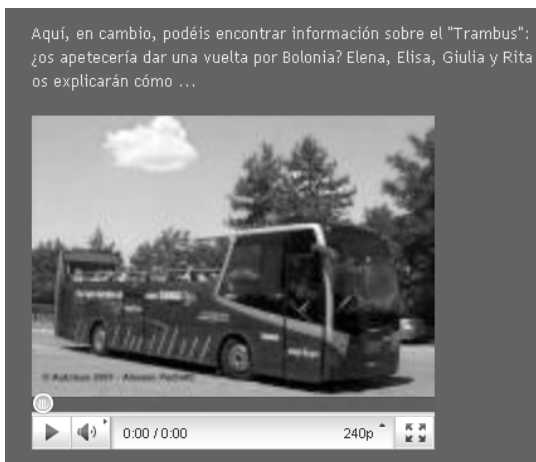 Aquí, en cambio, podéis encontrar información sobre el "Trambus":
¿os apetecería dar una vuelta por Bolonia? Elena, Elisa, Giulia y Rita
os explicarán cómo ...
0:00 / 0:00
240p